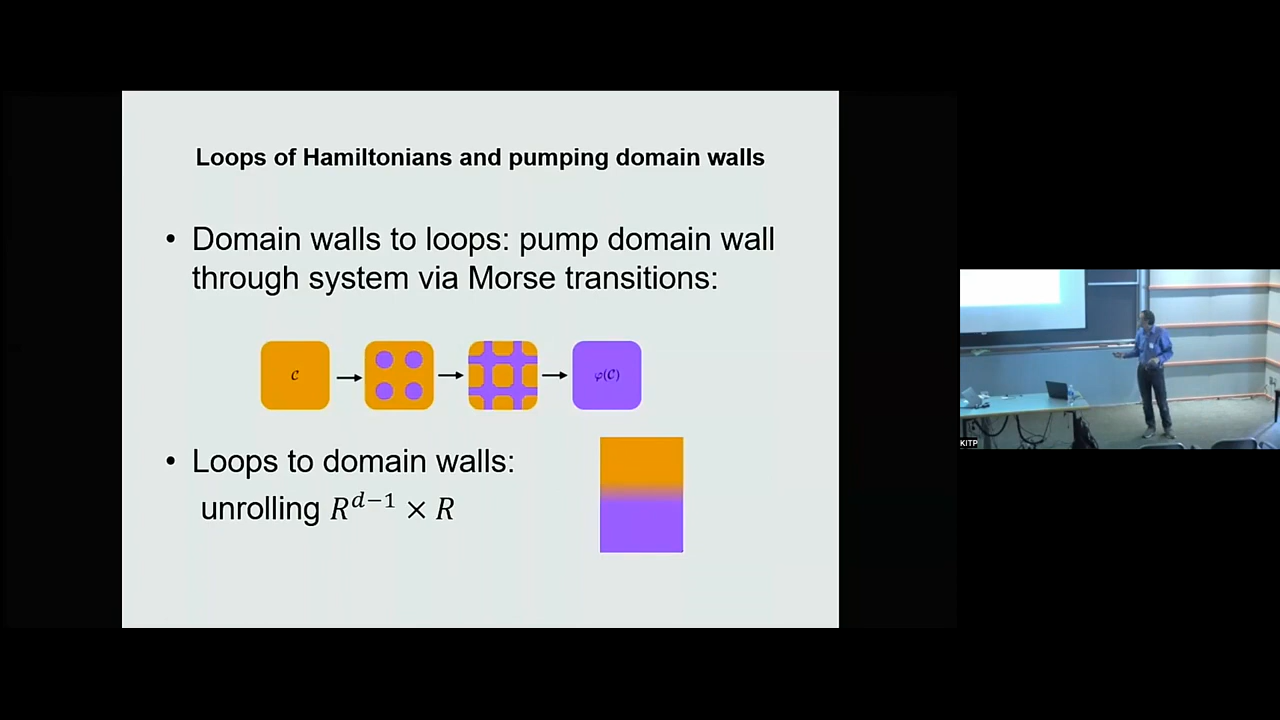 Loops of Hamiltonians and pumping domain walls
• Domain walls to loops: pump domain wall
through system via Morse transitions:
𝒞
φ(𝒞)
• Loops to domain walls:
unrolling R^{d−1} × R
KITP